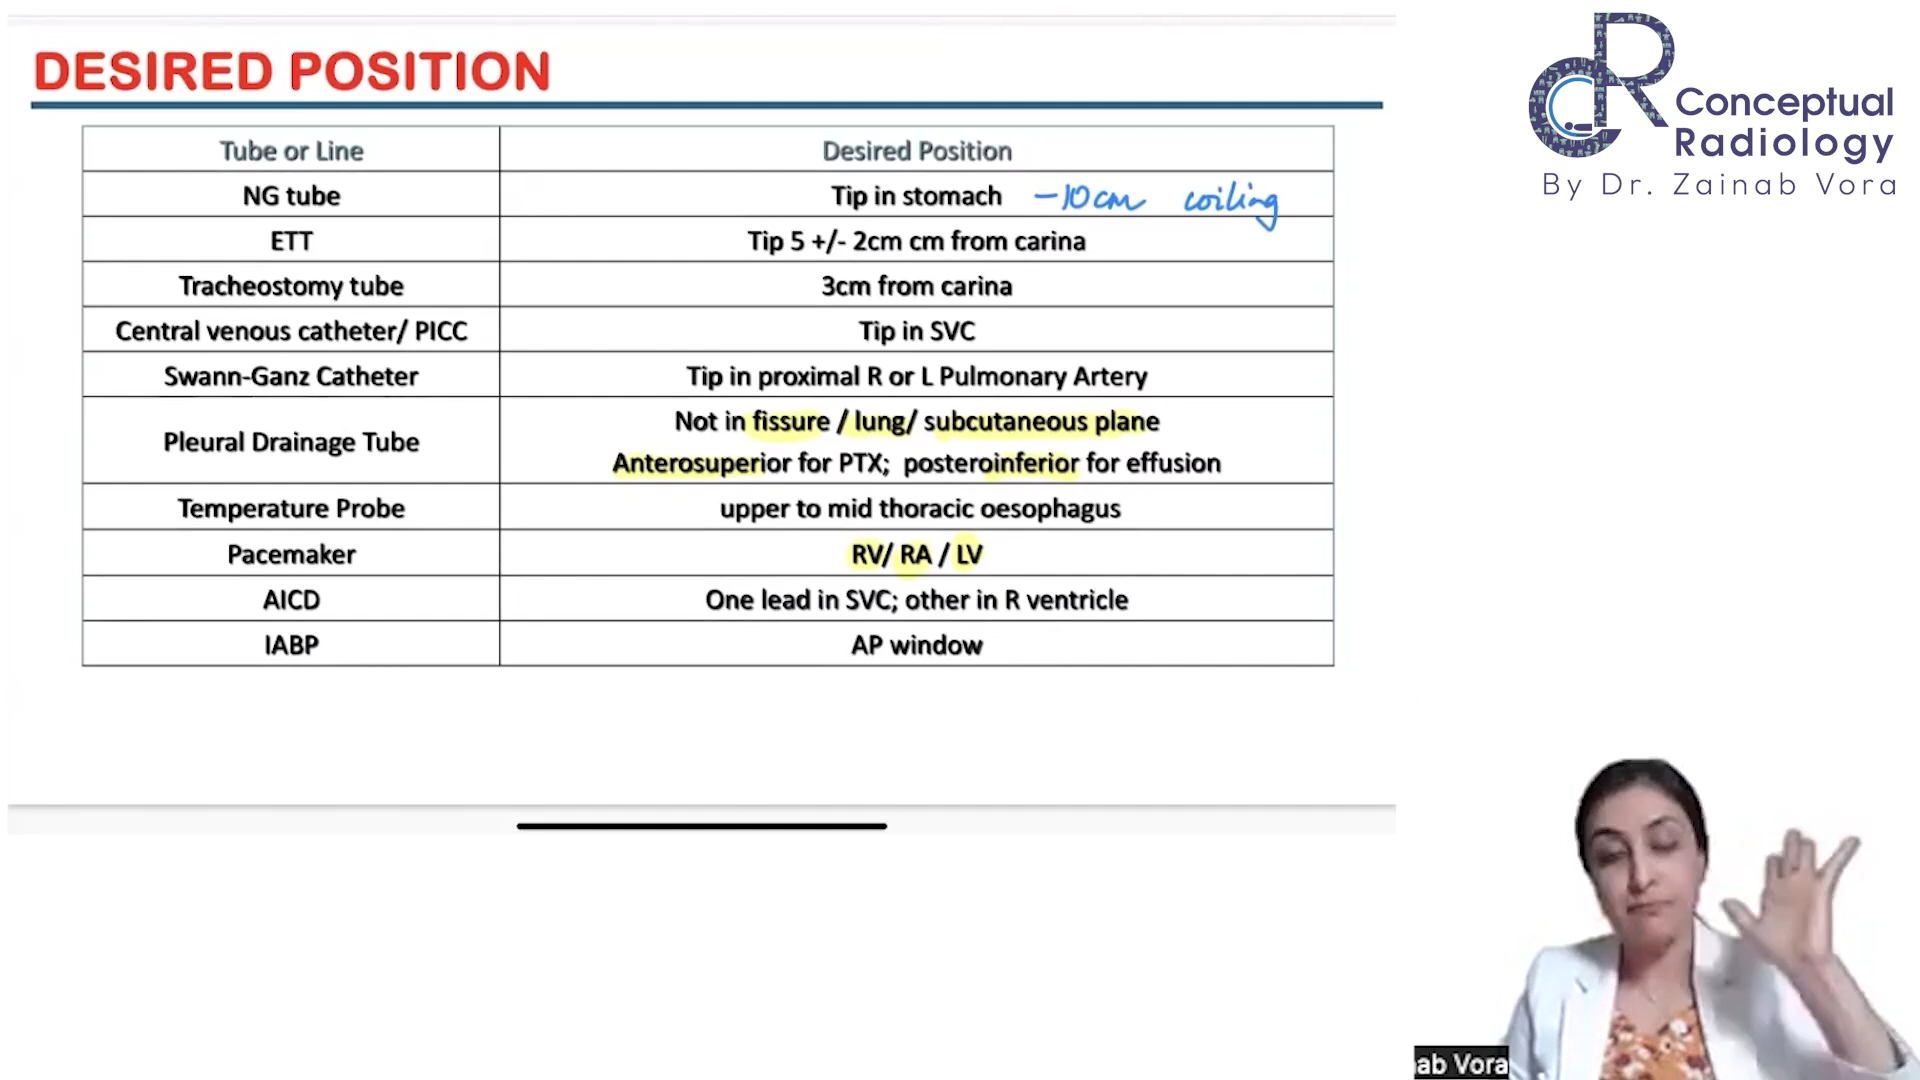 DESIRED POSITION
Tube or Line Desired Position
NG tube Tip in stomach –10cm coiling
ETT Tip 5 +/- 2cm cm from carina
Tracheostomy tube 3cm from carina
Central venous catheter/ PICC Tip in SVC
Swann-Ganz Catheter Tip in proximal R or L Pulmonary Artery
Pleural Drainage Tube Not in fissure / lung/ subcutaneous plane
Anterosuperior for PTX; posteroinferior for effusion
Temperature Probe upper to mid thoracic oesophagus
Pacemaker RV/ RA / LV
AICD One lead in SVC; other in R ventricle
IABP AP window
CR
Conceptual
Radiology
By Dr. Zainab Vora
ab Vora